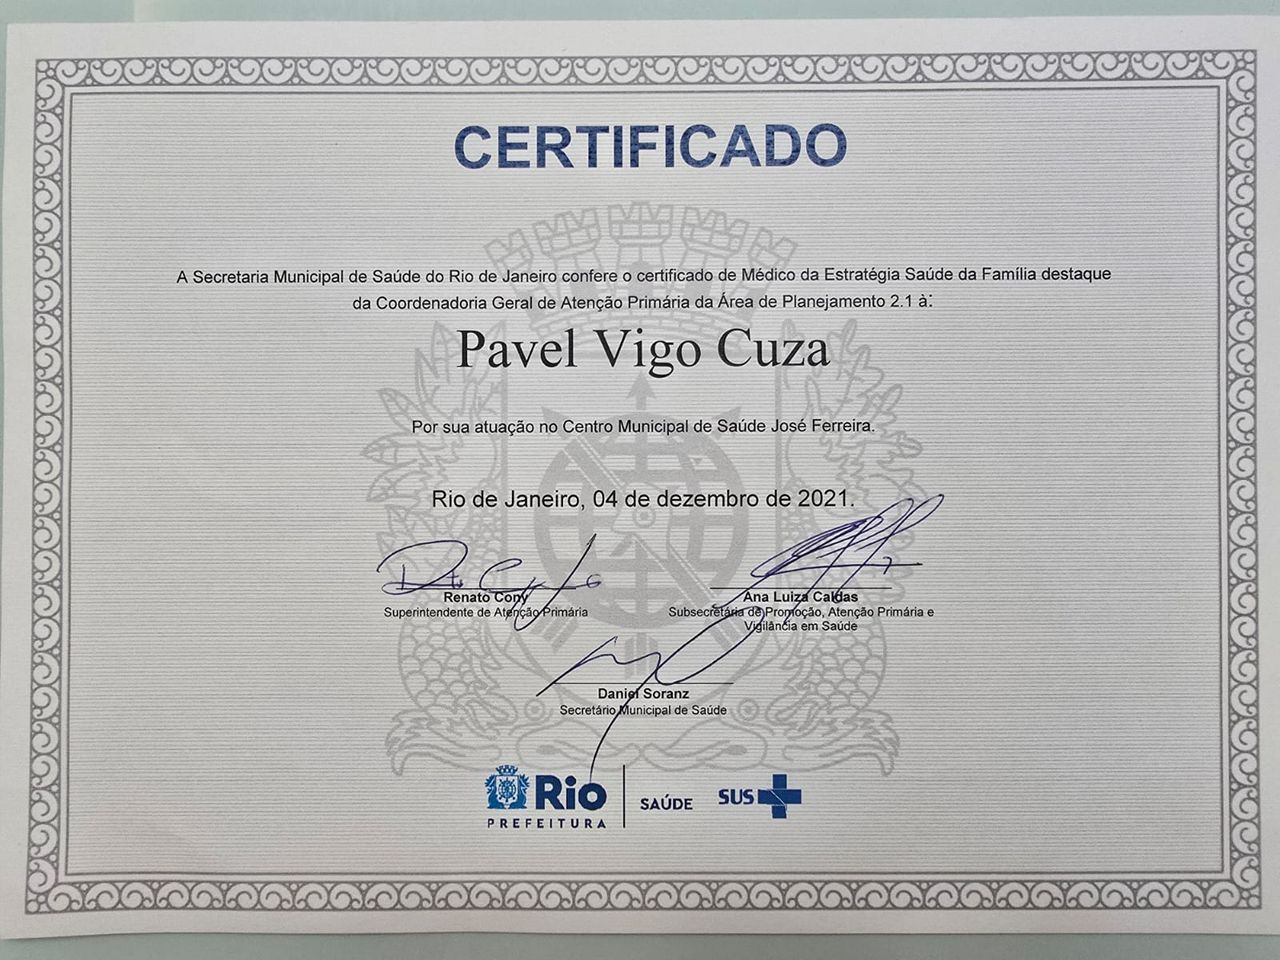 CERTIFICADO
A Secretaria Municipal de Saúde do Rio de Janeiro confere o certificado de Médico da Estratégia Saúde da Família destaque
da Coordenadoria Geral de Atenção Primária da Área de Planejamento 2.1 à:
Pavel Vigo Cuza
Por sua atuação no Centro Municipal de Saúde José Ferreira.
Rio de Janeiro, 04 de dezembro de 2021.
Renato Cony
Superintendente de Atenção Primária
Ana Luiza Caldas
Subsecretária de Promoção, Atenção Primária e
Vigilância em Saúde
Daniel Soranz
Secretário Municipal de Saúde
Rio
PREFEITURA
SAÚDE
SUS